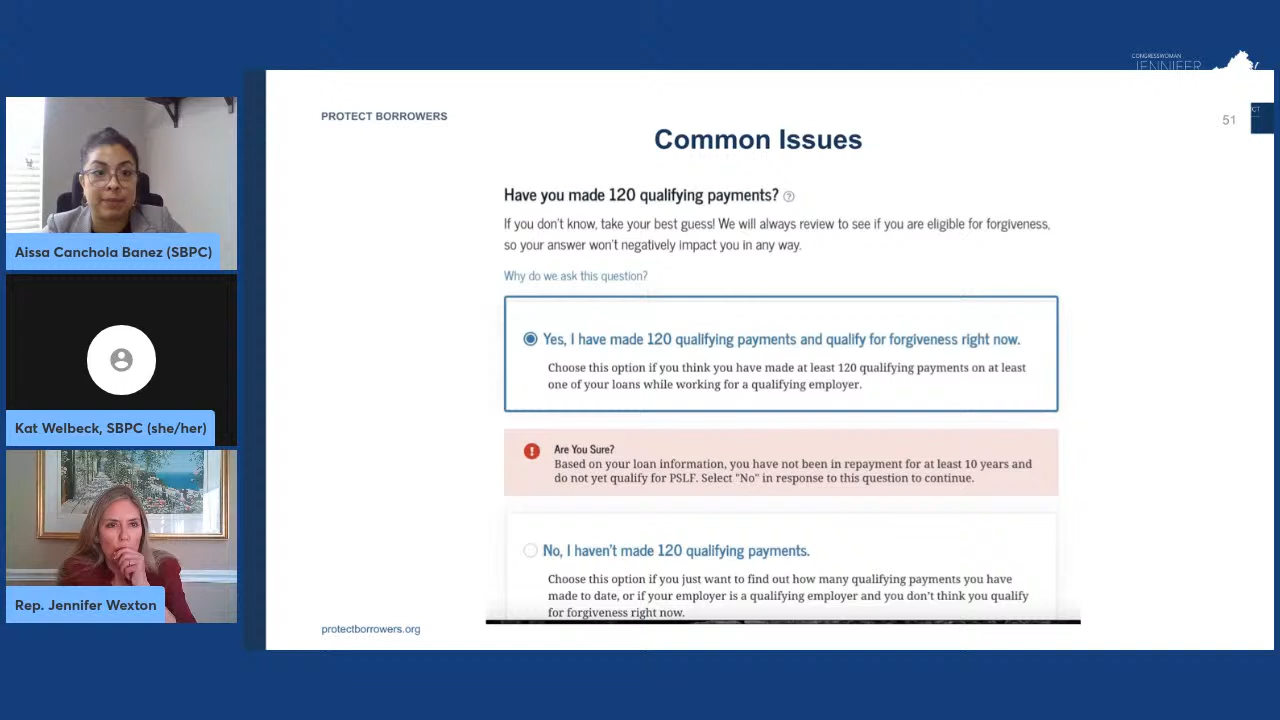 CONGRESSWOMAN
JENNIFER
PROTECT BORROWERS
51
Common Issues
Have you made 120 qualifying payments? ?
If you don't know, take your best guess! We will always review to see if you are eligible for forgiveness,
so your answer won't negatively impact you in any way.
Why do we ask this question?
Yes, I have made 120 qualifying payments and qualify for forgiveness right now.
Choose this option if you think you have made at least 120 qualifying payments on at least
one of your loans while working for a qualifying employer.
! Are You Sure?
Based on your loan information, you have not been in repayment for at least 10 years and
do not yet qualify for PSLF. Select "No" in response to this question to continue.
No, I haven't made 120 qualifying payments.
Choose this option if you just want to find out how many qualifying payments you have
made to date, or if your employer is a qualifying employer and you don't think you qualify
for forgiveness right now.
protectborrowers.org
Aissa Canchola Banez (SBPC)
Kat Welbeck, SBPC (she/her)
Rep. Jennifer Wexton